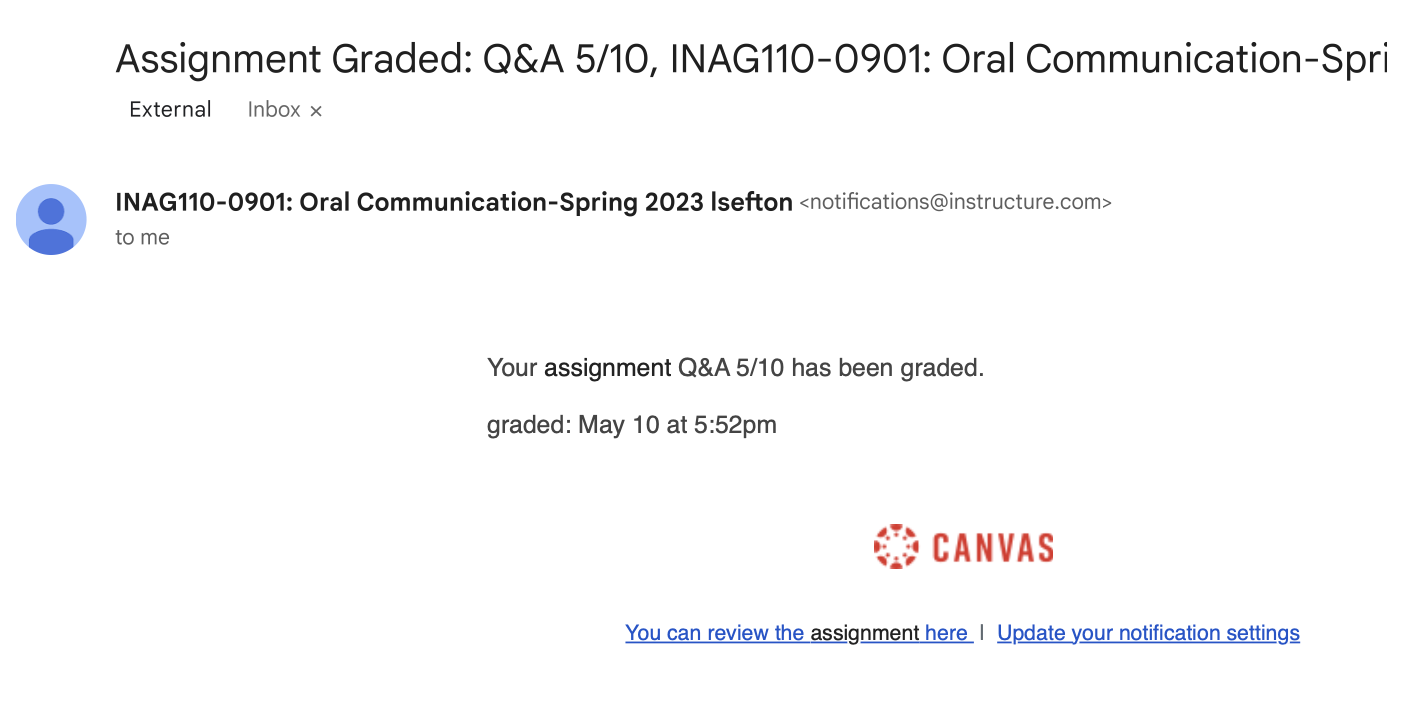 Assignment Graded: Q&A 5/10, INAG110-0901: Oral Communication-Spri
External Inbox ×
INAG110-0901: Oral Communication-Spring 2023 lsefton <notifications@instructure.com>
to me
Your assignment Q&A 5/10 has been graded.
graded: May 10 at 5:52pm
CANVAS
You can review the assignment here | Update your notification settings